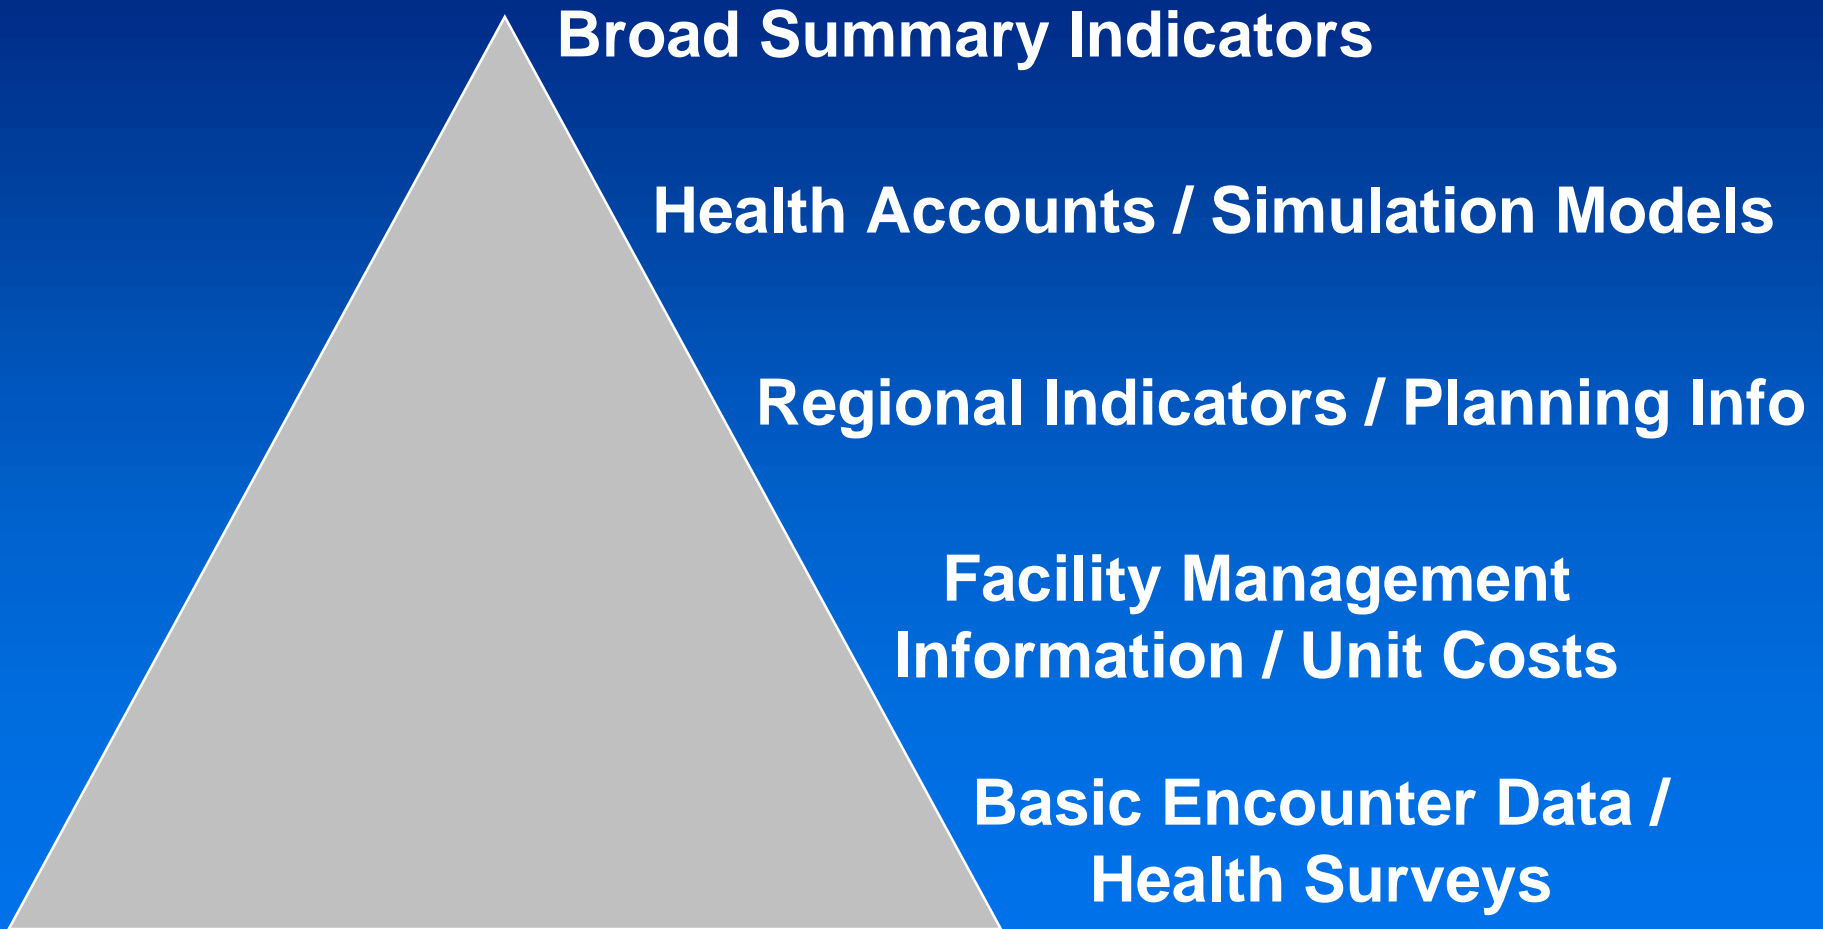 Broad Summary Indicators
Health Accounts / Simulation Models
Regional Indicators / Planning Info
Facility Management
Information / Unit Costs
Basic Encounter Data /
Health Surveys